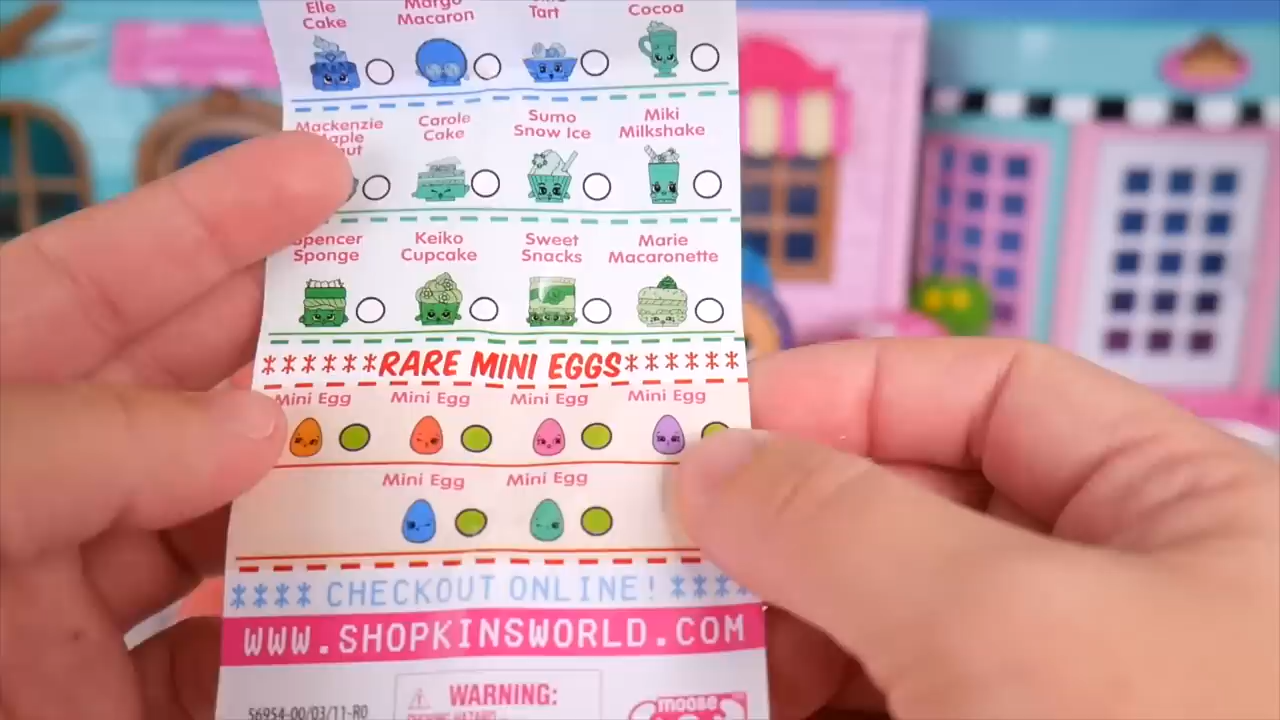 Elle Margo Cocoa
Cake Macaron Tart
Mackenzie Carole Sumo Miki
Cake Snow Ice Milkshake
Spencer Keiko Sweet Marie
Sponge Cupcake Snacks Macaronette
******RARE MINI EGGS******
Mini Egg Mini Egg Mini Egg Mini Egg
Mini Egg Mini Egg
**** CHECKOUT ONLINE! ****
WWW.SHOPKINSWORLD.COM
WARNING:
56954-00/03/11-R0
moose